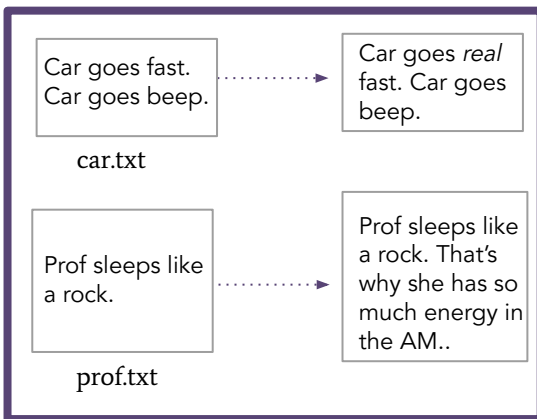 Car goes fast.
Car goes beep.
Car goes real
fast. Car goes
beep.
car.txt
Prof sleeps like
a rock.
Prof sleeps like
a rock. That's
why she has so
much energy in
the AM..
prof.txt